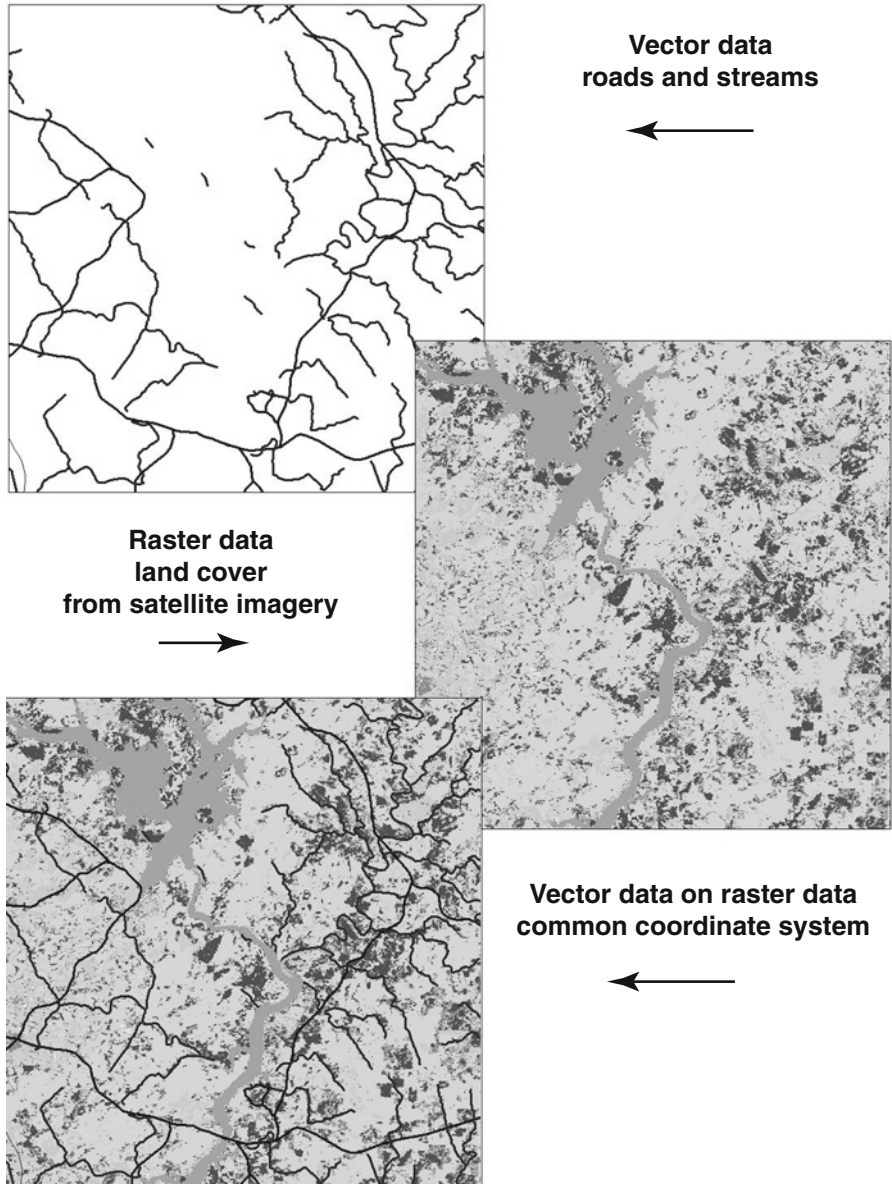 Vector data
roads and streams
Raster data
land cover
from satellite imagery
Vector data on raster data
common coordinate system